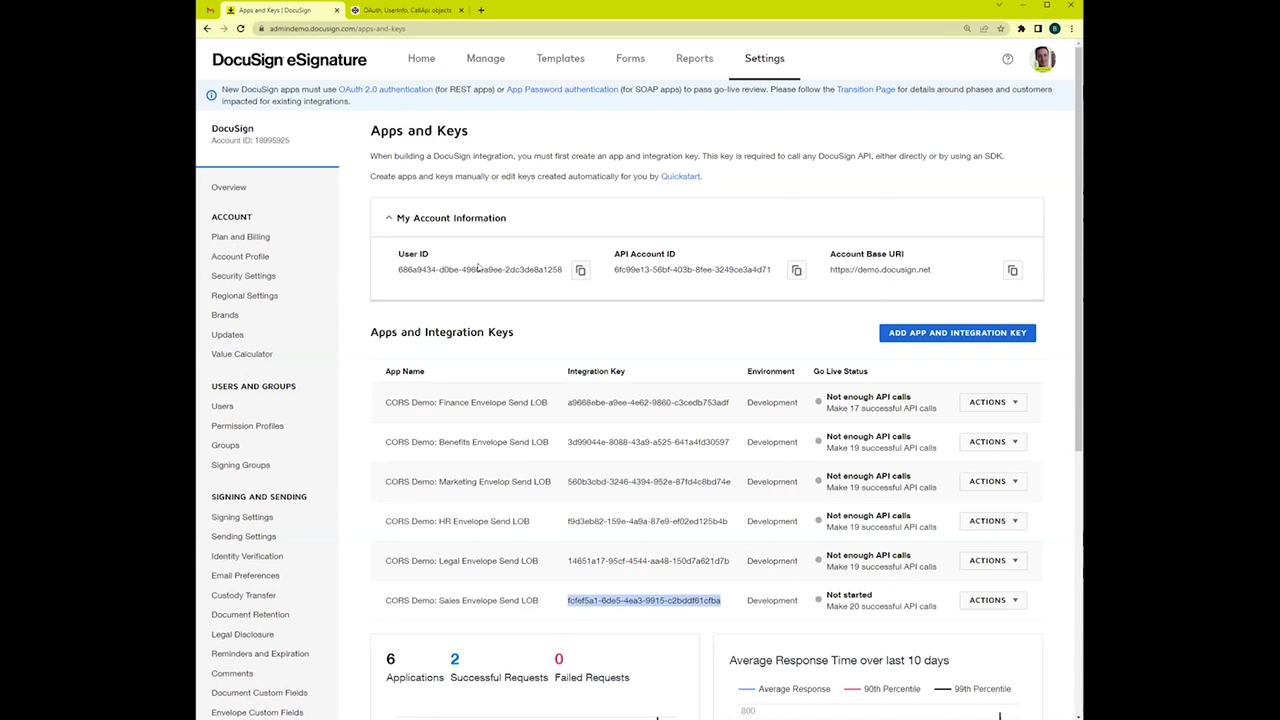 Apps and Keys | DocuSign
OAuth, UserInfo, CallApi objects
admindemo.docusign.com/apps-and-keys
DocuSign eSignature
Home
Manage
Templates
Forms
Reports
Settings
New DocuSign apps must use OAuth 2.0 authentication (for REST apps) or App Password authentication (for SOAP apps) to pass go-live review. Please follow the Transition Page for details around phases and customers
impacted for existing integrations.
DocuSign
Account ID: 18995925
Overview
ACCOUNT
Plan and Billing
Account Profile
Security Settings
Regional Settings
Brands
Updates
Value Calculator
USERS AND GROUPS
Users
Permission Profiles
Groups
Signing Groups
SIGNING AND SENDING
Signing Settings
Sending Settings
Identity Verification
Email Preferences
Custody Transfer
Document Retention
Legal Disclosure
Reminders and Expiration
Comments
Document Custom Fields
Envelope Custom Fields
Apps and Keys
When building a DocuSign integration, you must first create an app and integration key. This key is required to call any DocuSign API, either directly or by using an SDK.
Create apps and keys manually or edit keys created automatically for you by Quickstart.
My Account Information
User ID
API Account ID
Account Base URI
6fc99e13-56bf-403b-8fee-3249ce3a4d71
https://demo.docusign.net
Apps and Integration Keys
ADD APP AND INTEGRATION KEY
App Name Integration Key Environment Go Live Status
CORS Demo: Finance Envelope Send LOB a9668ebe-a9ee-4e62-9860-c3cedb753adf Development Not enough API calls ACTIONS
Make 17 successful API calls
CORS Demo: Benefits Envelope Send LOB 3d99044e-8088-43a9-a525-641a4fd30597 Development Not enough API calls ACTIONS
Make 19 successful API calls
CORS Demo: Marketing Envelop Send LOB 560b3cbd-3246-4394-952e-87fd4c8bd74e Development Not enough API calls ACTIONS
Make 19 successful API calls
CORS Demo: HR Envelope Send LOB f9d3eb82-159e-4a9a-87e9-ef02ed125b4b Development Not enough API calls ACTIONS
Make 19 successful API calls
CORS Demo: Legal Envelope Send LOB 14651a17-95cf-4544-aa48-150d7a621d7b Development Not enough API calls ACTIONS
Make 19 successful API calls
CORS Demo: Sales Envelope Send LOB fcfef5a1-6de5-4ea3-9915-c2bddf61cfba Development Not started ACTIONS
Make 20 successful API calls
6 2 0
Applications Successful Requests Failed Requests
Average Response Time over last 10 days
Average Response 90th Percentile 99th Percentile
800